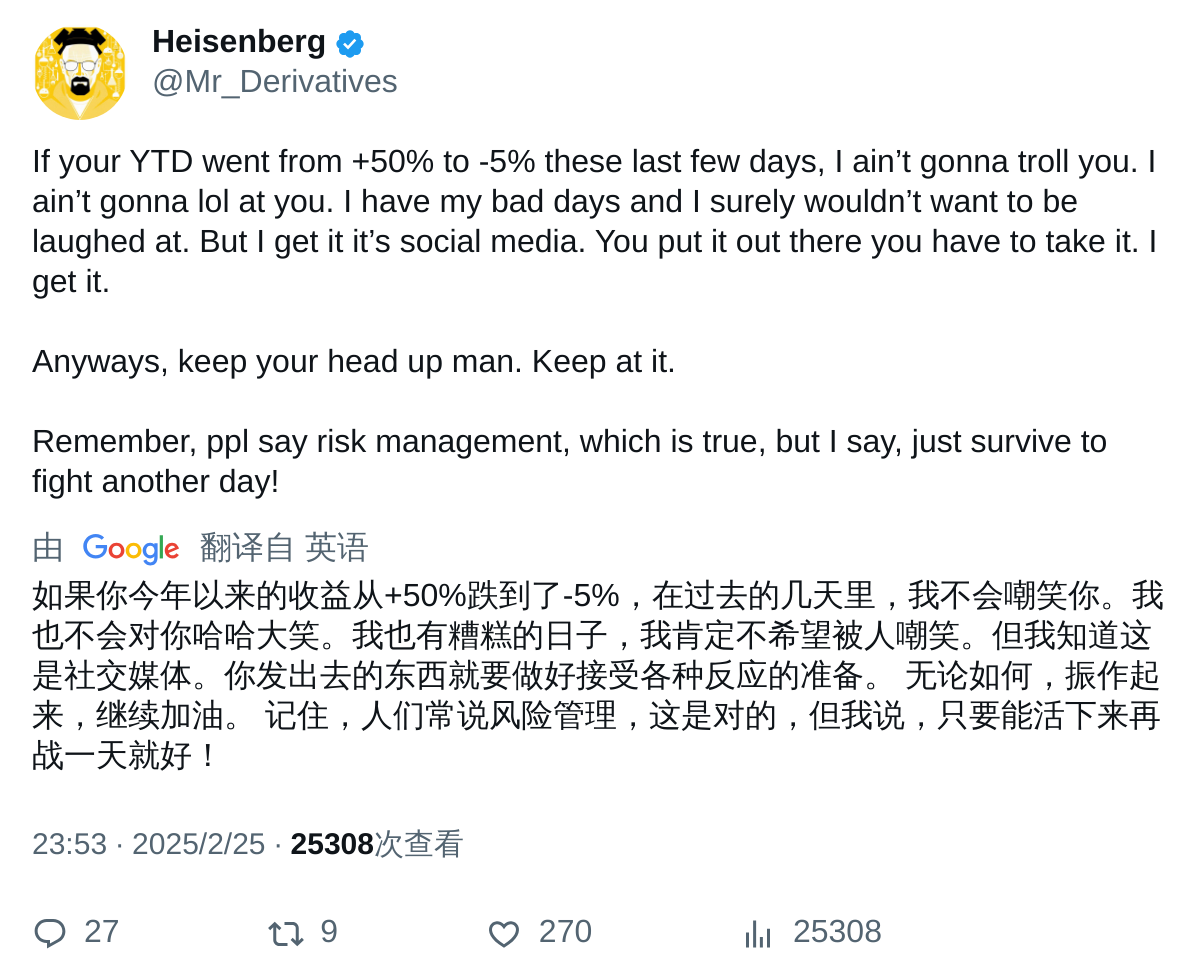 Heisenberg
@Mr_Derivatives
If your YTD went from +50% to -5% these last few days, I ain’t gonna troll you. I
ain’t gonna lol at you. I have my bad days and I surely wouldn’t want to be
laughed at. But I get it it’s social media. You put it out there you have to take it. I
get it.
Anyways, keep your head up man. Keep at it.
Remember, ppl say risk management, which is true, but I say, just survive to
fight another day!
由 Google 翻译自 英语
如果你今年以来的收益从+50%跌到了-5%，在过去的几天里，我不会嘲笑你。我
也不会对你哈哈大笑。我也有糟糕的日子，我肯定不希望被人嘲笑。但我知道这
是社交媒体。你发出去的东西就要做好接受各种反应的准备。 无论如何，振作起
来，继续加油。 记住，人们常说风险管理，这是对的，但我说，只要能活下来再
战一天就好！
23:53 · 2025/2/25 · 25308次查看
27 9 270 25308